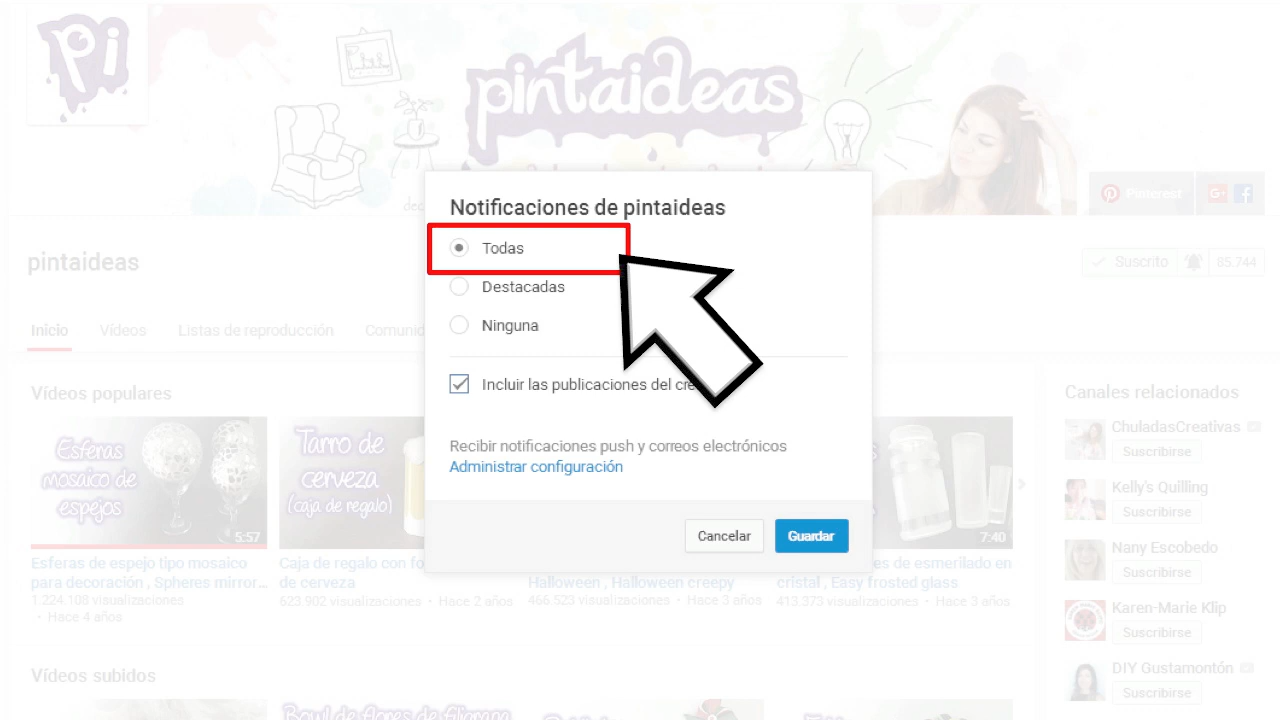 pi
pintaideas
Pinterest
Notificaciones de pintaideas
Todas
Destacadas
Ninguna
Incluir las publicaciones del
Recibir notificaciones push y correos electrónicos
Administrar configuración
Cancelar
Guardar
pintaideas
Suscrito
85.744
Inicio
Vídeos
Listas de reproducción
Vídeos populares
Esferas
mosaico de
espejos
5:57
Esferas de espejo tipo mosaico
para decoración , Spheres mirror...
1.224.108 visualizaciones
• Hace 4 años
Tarro de
cerveza
(caja de regalo)
Caja de regalo con
de cerveza
623.902 visualizaciones • Hace 2 años
Halloween , Halloween creepy
466.523 visualizaciones • Hace 3 años
7:40
de esmerilado en
cristal , Easy frosted glass
413.373 visualizaciones • Hace 3 años
Canales relacionados
ChuladasCreativas
Suscribirse
Kelly's Quilling
Suscribirse
Nany Escobedo
Suscribirse
Karen-Marie Klip
Suscribirse
DIY Gustamontón
Suscribirse
Vídeos subidos
Bowl de flores de filigrana